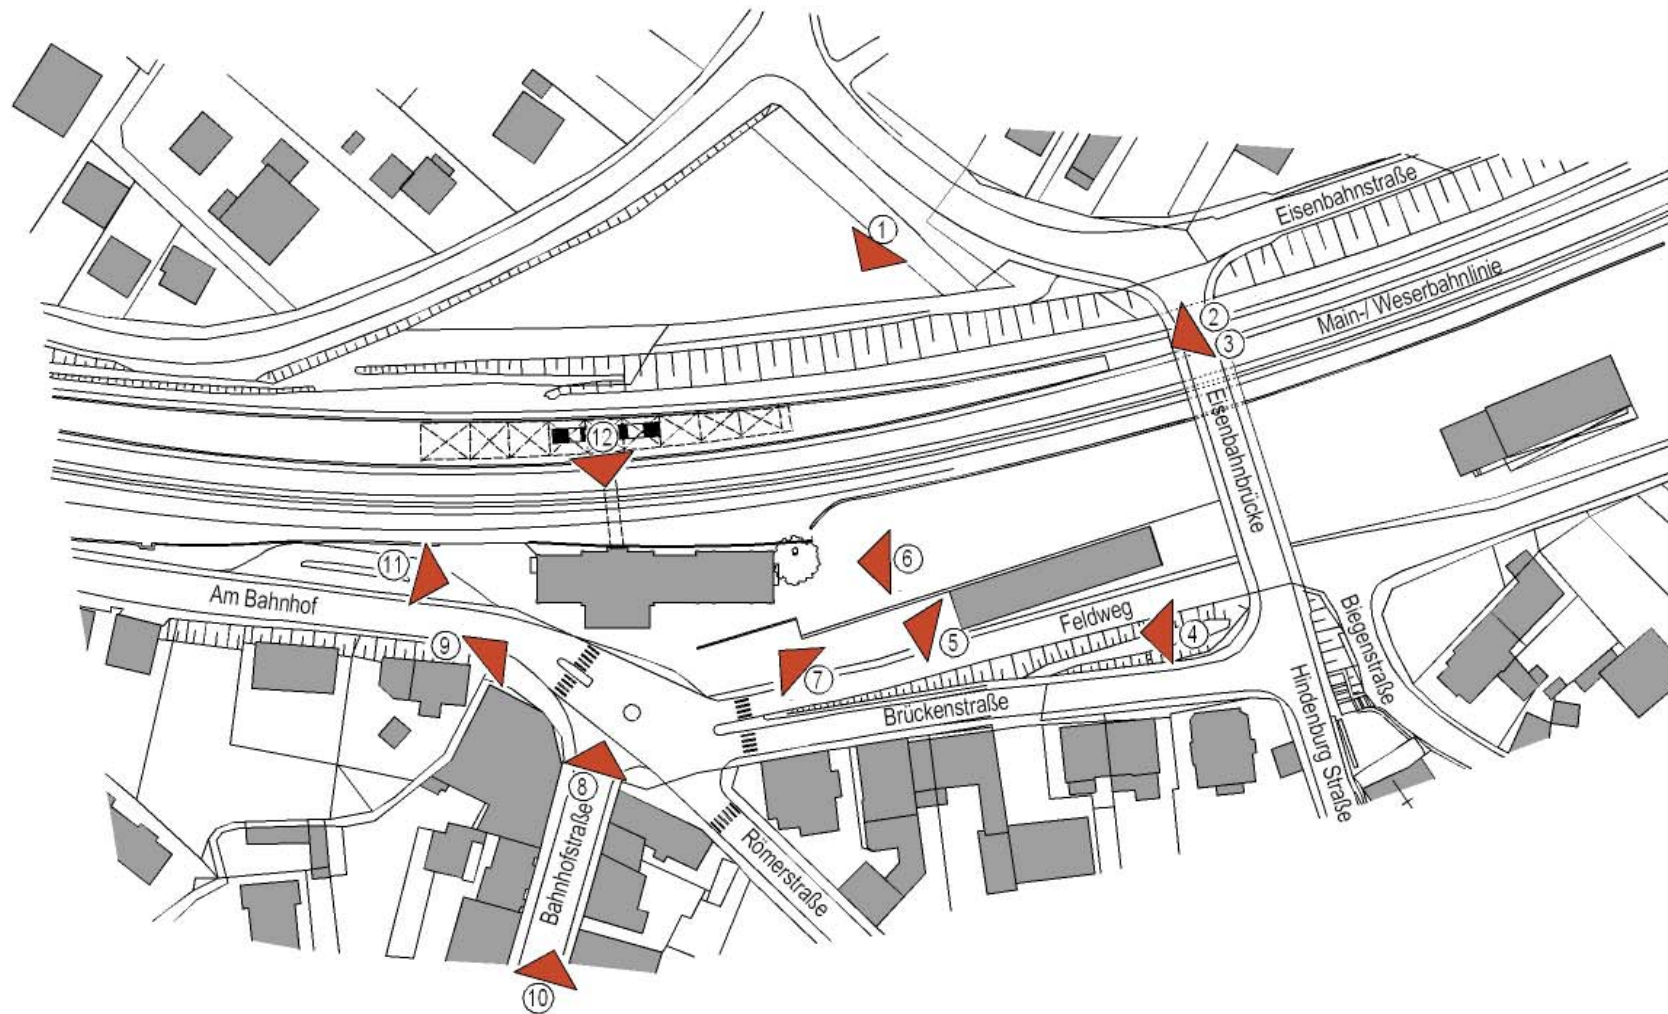 Eisenbahnstraße
1
2
3
Main-/ Weserbahnlinie
Eisenbahnbrücke
12
11
6
Am Bahnhof
Feldweg
4
5
9
7
Biegenstraße
Brückenstraße
Hindenburg Straße
8
Bahnhofstraße
Römerstraße
10